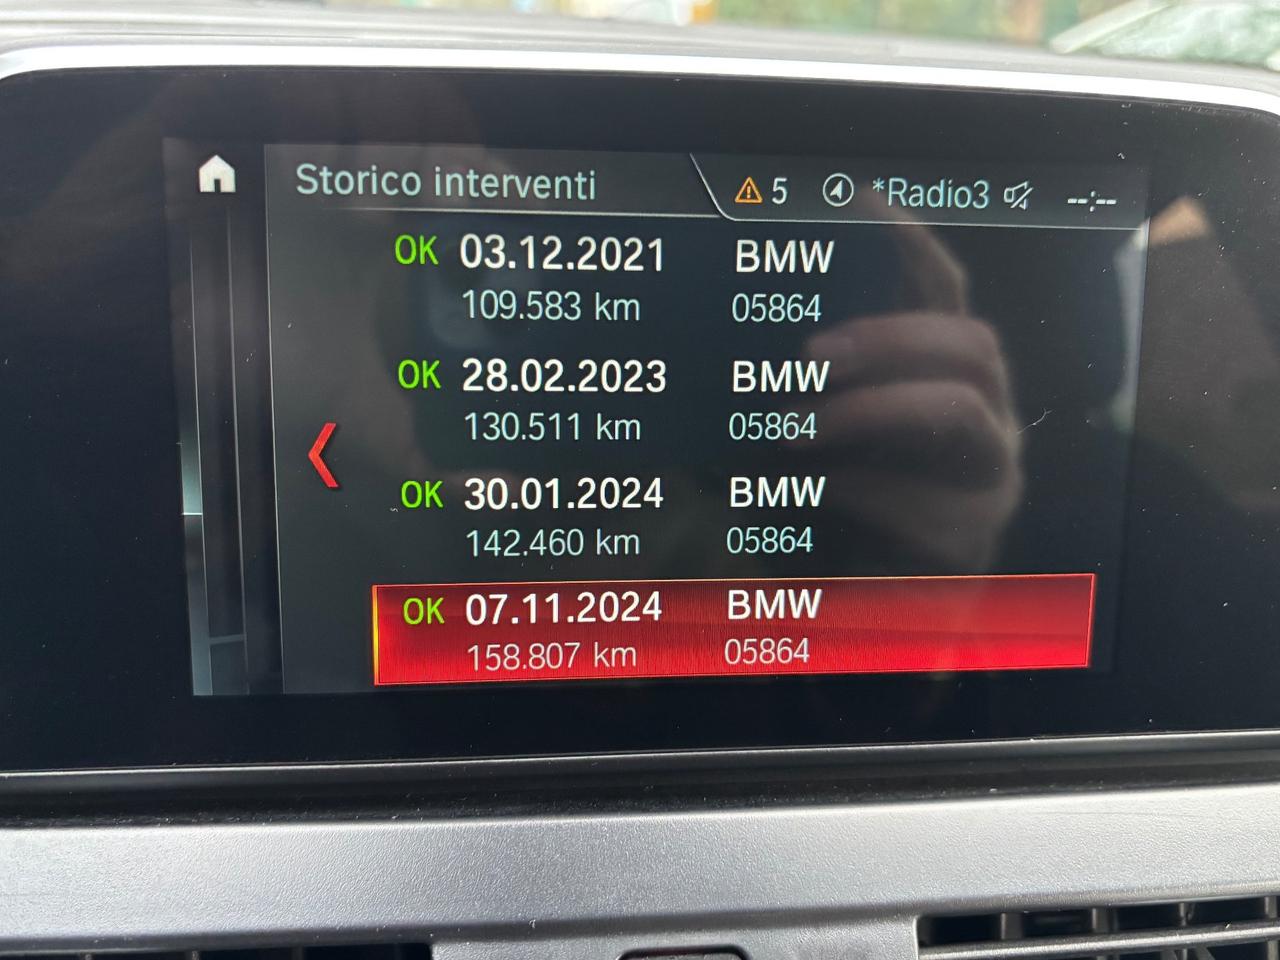 Storico interventi
5 *Radio3 --:--
OK 03.12.2021 BMW
109.583 km 05864
OK 28.02.2023 BMW
130.511 km 05864
OK 30.01.2024 BMW
142.460 km 05864
OK 07.11.2024 BMW
158.807 km 05864